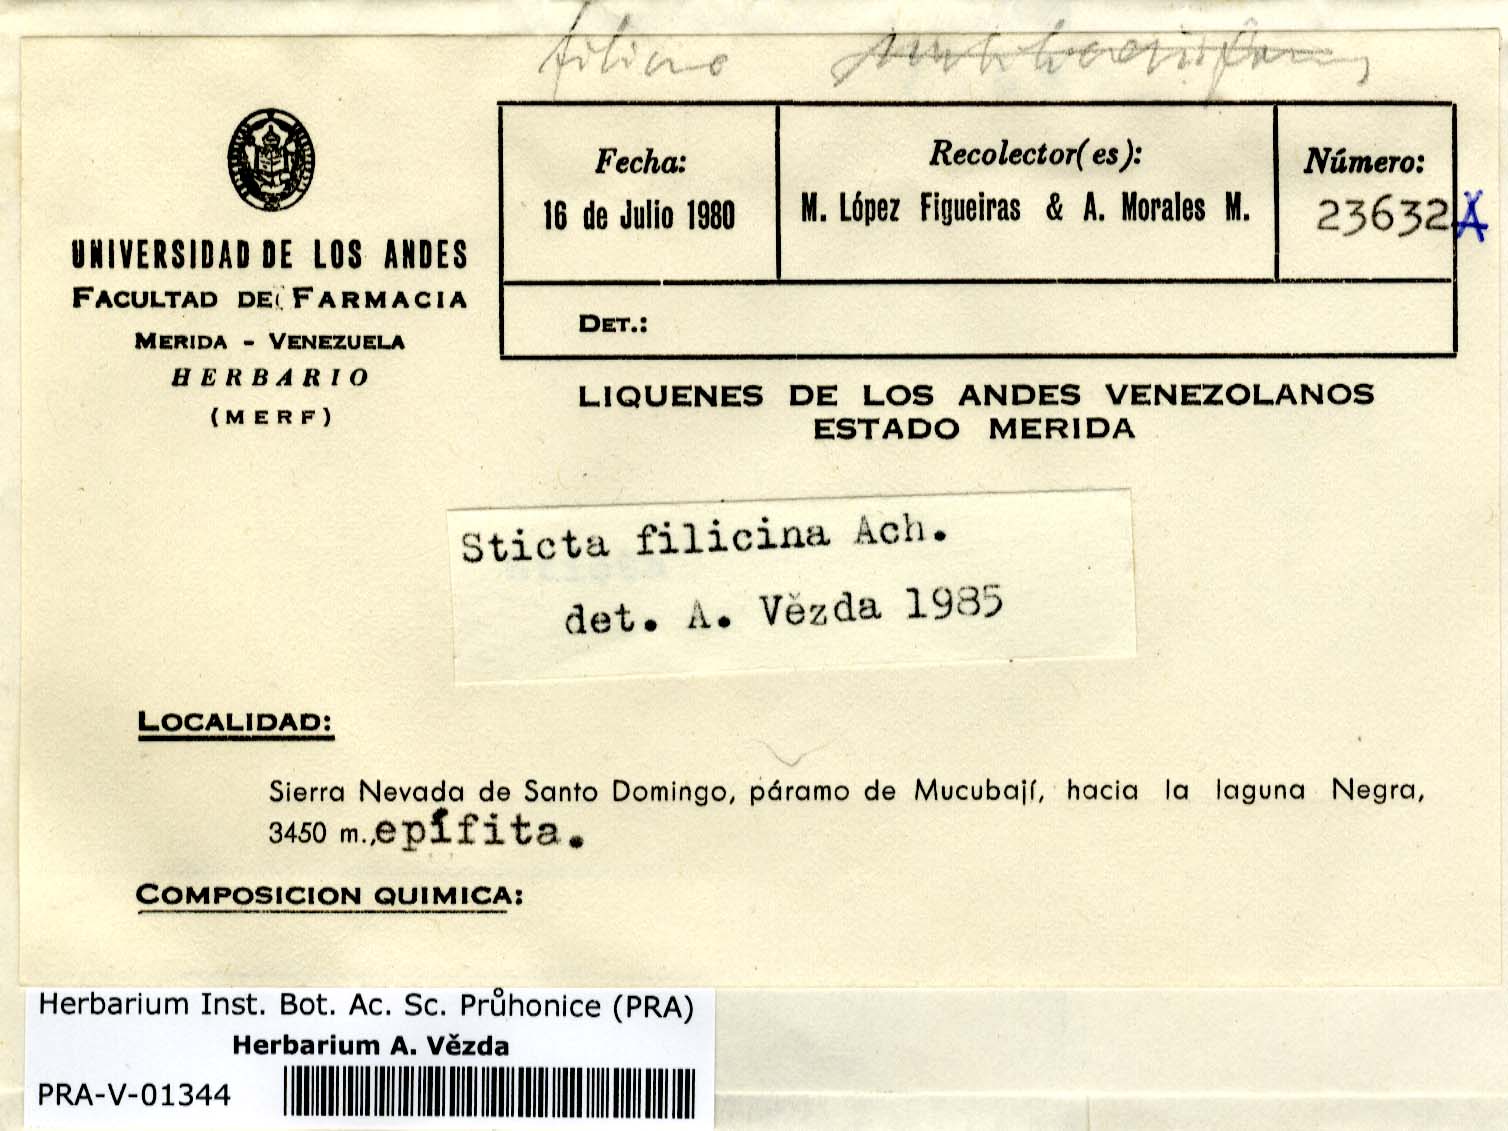 UNIVERSIDAD DE LOS ANDES
FACULTAD DE FARMACIA
MERIDA - VENEZUELA
HERBARIO
(MERF)
Fecha:
16 de Julio 1980
Recolector(es):
M. López Figueiras & A. Morales M.
Número:
23632A
DET.:
LIQUENES DE LOS ANDES VENEZOLANOS
ESTADO MERIDA
Sticta filicina Ach.
det. A. Vězda 1985
LOCALIDAD:
Sierra Nevada de Santo Domingo, páramo de Mucubají, hacia la laguna Negra,
3450 m.,epífita.
COMPOSICION QUIMICA:
Herbarium Inst. Bot. Ac. Sc. Průhonice (PRA)
Herbarium A. Vězda
PRA-V-01344